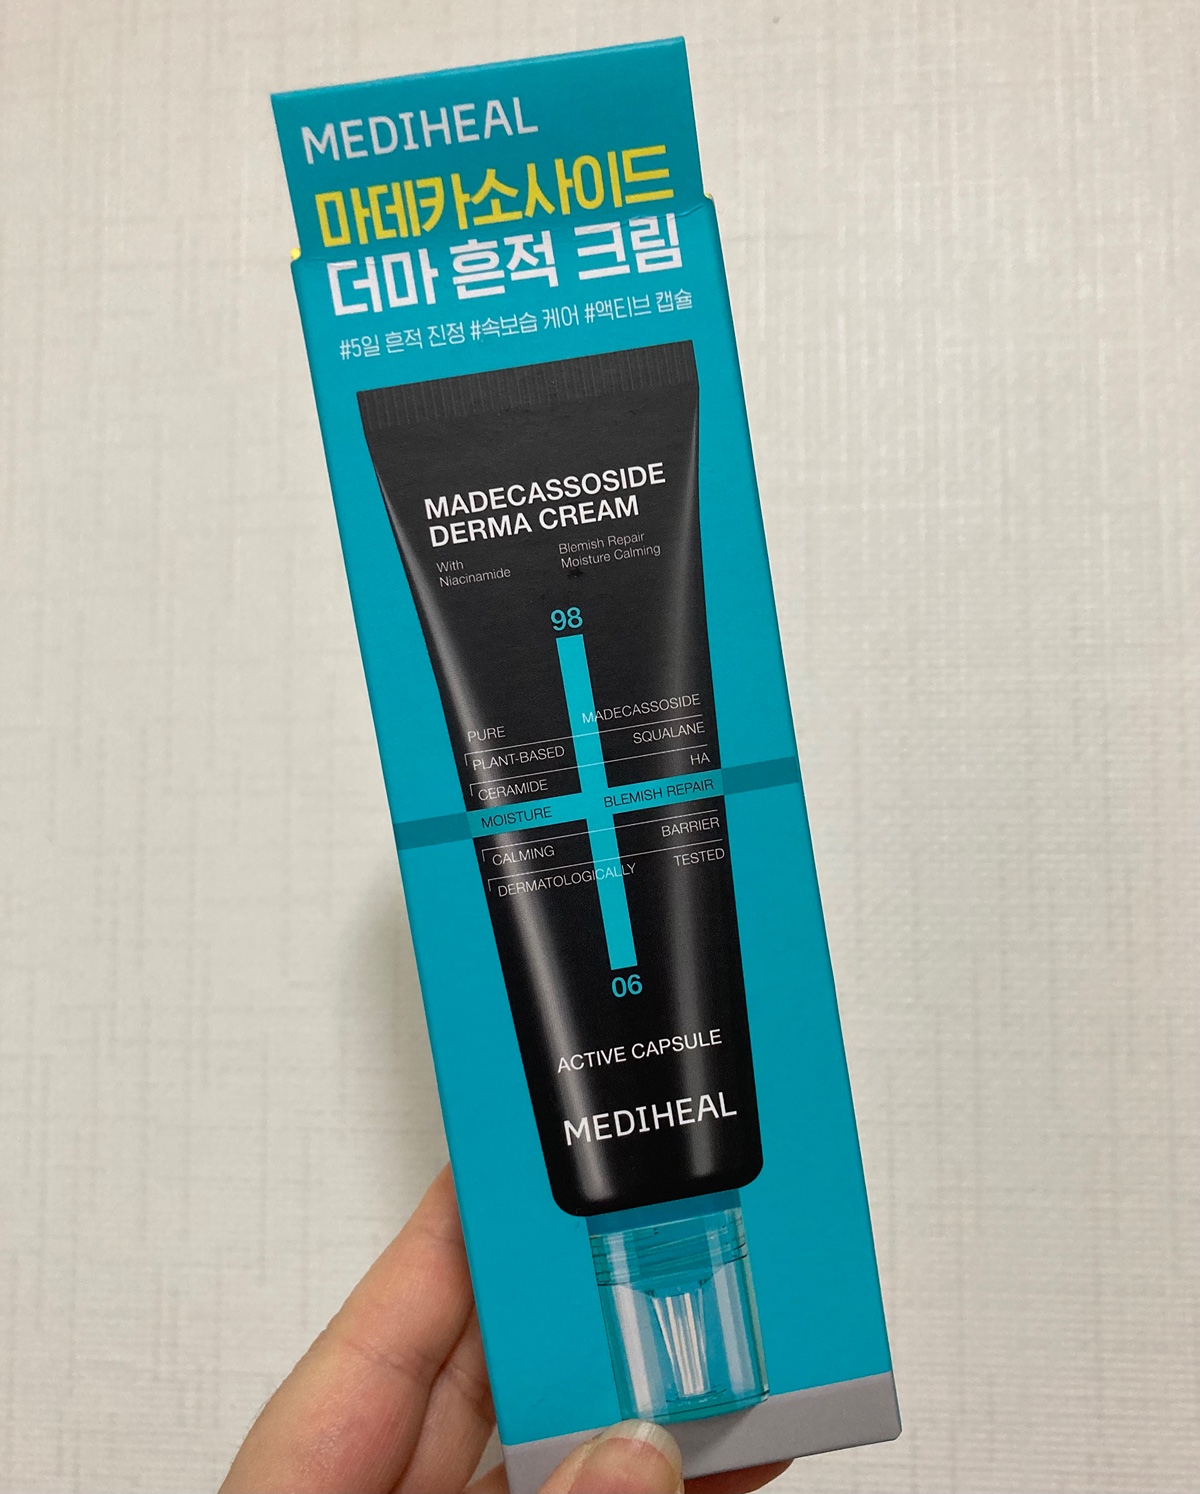 MEDIHEAL
마데카소사이드
더마 흔적 크림
#5일 흔적 진정 #속보습 케어 #액티브 캡슐
MADECASSOSIDE
DERMA CREAM
With
Niacinamide
Blemish Repair
Moisture Calming
98
PURE MADECASSOSIDE
PLANT-BASED SQUALANE
CERAMIDE HA
MOISTURE BLEMISH REPAIR
CALMING BARRIER
DERMATOLOGICALLY TESTED
06
ACTIVE CAPSULE
MEDIHEAL